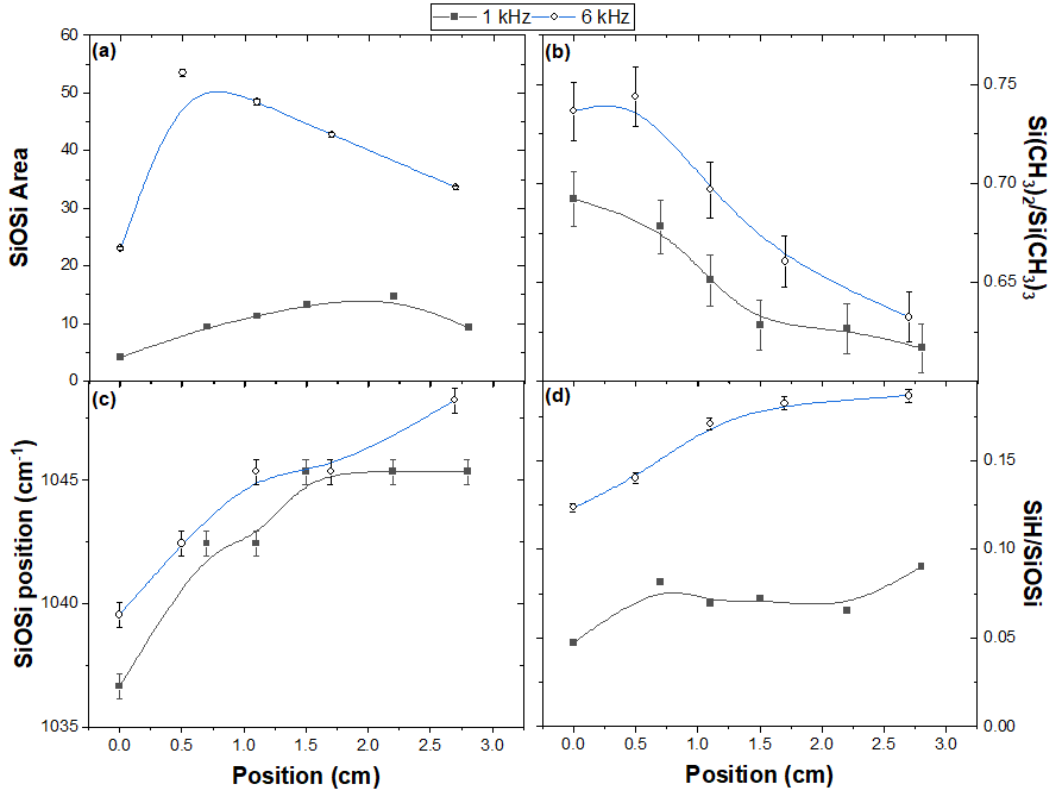 1 kHz 6 kHz
(a)
60
50
40
30
20
10
0
SiOSi Area
(b)
0.75
0.70
0.65
Si(CH₃)₂/Si(CH₃)₃
(c)
1045
1040
1035
SiOSi position (cm⁻¹)
0.0 0.5 1.0 1.5 2.0 2.5 3.0
Position (cm)
(d)
0.15
0.10
0.05
0.00
SiH/SiOSi
0.0 0.5 1.0 1.5 2.0 2.5 3.0
Position (cm)